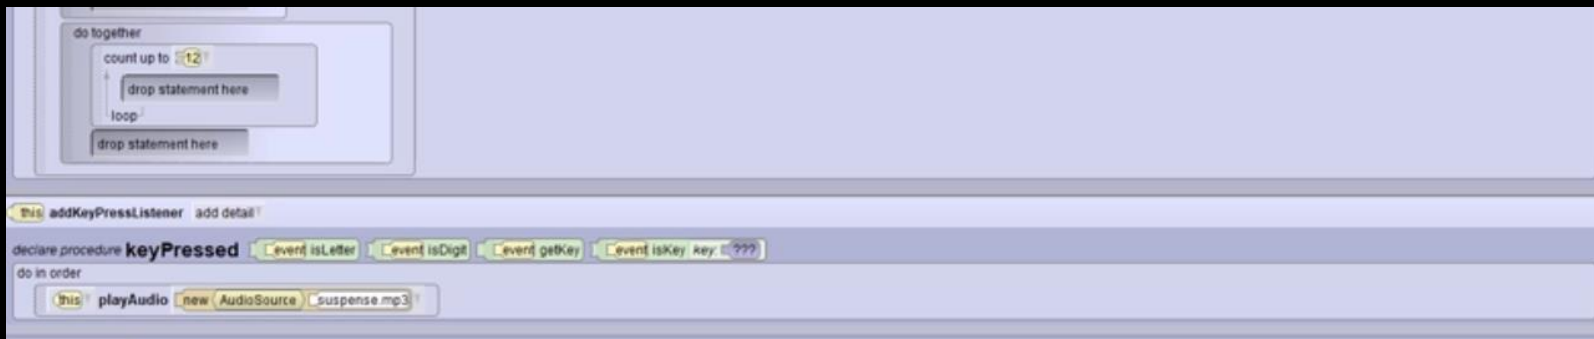 do together
count up to 12
drop statement here
loop
drop statement here
this addKeyPressListener add detail
declare procedure keyPressed event isLetter event isDigit event getKey event isKey key: ???
do in order
this playAudio new AudioSource suspense.mp3